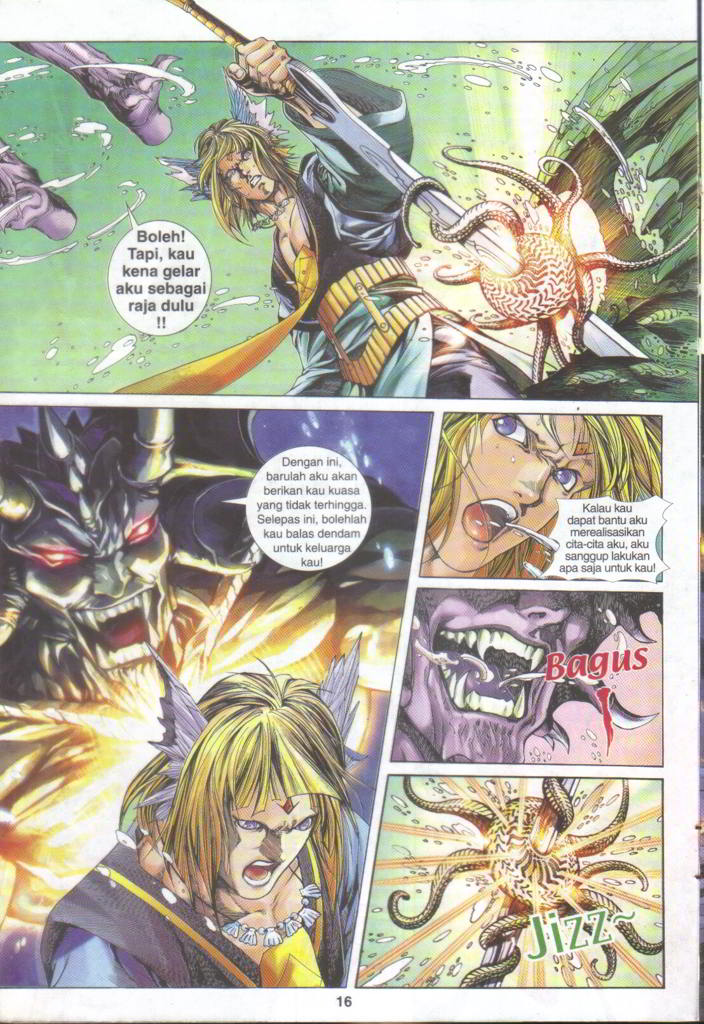 Boleh!
Tapi, kau
kena gelar
aku sebagai
raja dulu
!!
Dengan ini,
barulah aku akan
berikan kau kuasa
yang tidak terhingga.
Selepas ini, bolehlah
kau balas dendam
untuk keluarga
kau!
Kalau kau
dapat bantu aku
merealisasikan
cita-cita aku, aku
sanggup lakukan
apa saja untuk kau!
Bagus
!
Jizz~
16